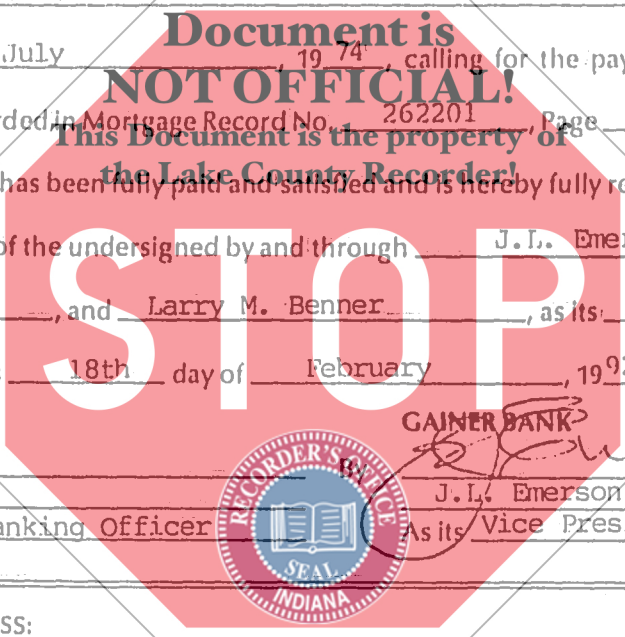 Document is
July , 19 74 , calling for the pay
NOT OFFICIAL!
rded in Mortgage Record No. 262201 , Page
This Document is the property of
the Lake County Recorder!
has been fully paid and satisfied and is hereby fully re
of the undersigned by and through J.L. Emer
STOP
, and Larry M. Benner , as its
18th day of February , 199
GAINER BANK
BY
J.L. Emerson
anking Officer
As its Vice Pres
RECORDER'S OFFICE
SEAL
INDIANA
SS: